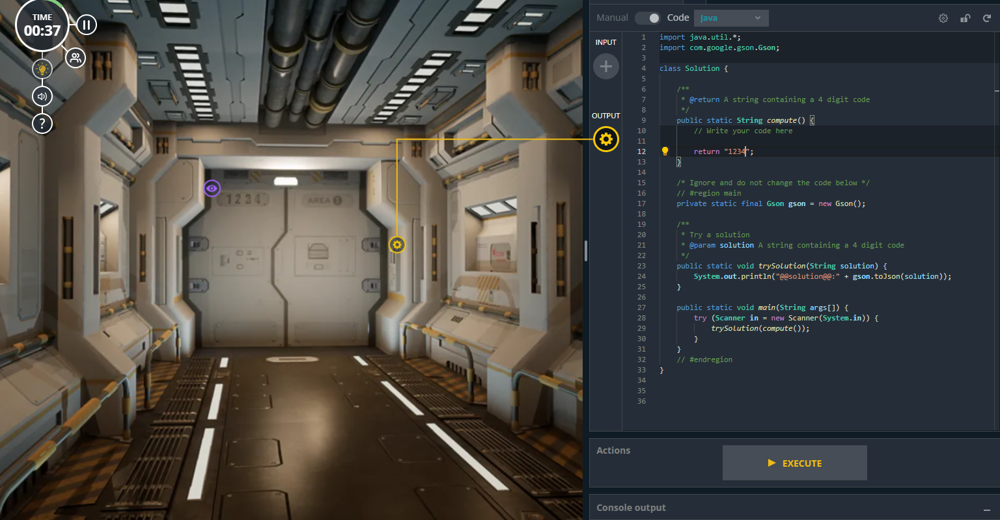 TIME
00:37
?
1234
AREA 1
Manual
Code
Java
INPUT
OUTPUT
1 import java.util.*;
2 import com.google.gson.Gson;
3
4 class Solution {
5
6 /**
7 * @return A string containing a 4 digit code
8 */
9 public static String compute() {
10 // Write your code here
11
12 return "1234";
13 }
14
15 /* Ignore and do not change the code below */
16 // #region main
17 private static final Gson gson = new Gson();
18
19 /**
20 * Try a solution
21 * @param solution A string containing a 4 digit code
22 */
23 public static void trySolution(String solution) {
24 System.out.println("@@solution@@:" + gson.toJson(solution));
25 }
26
27 public static void main(String args[]) {
28 try (Scanner in = new Scanner(System.in)) {
29 trySolution(compute());
30 }
31 }
32 // #endregion
33 }
34
35
36
Actions
EXECUTE
Console output